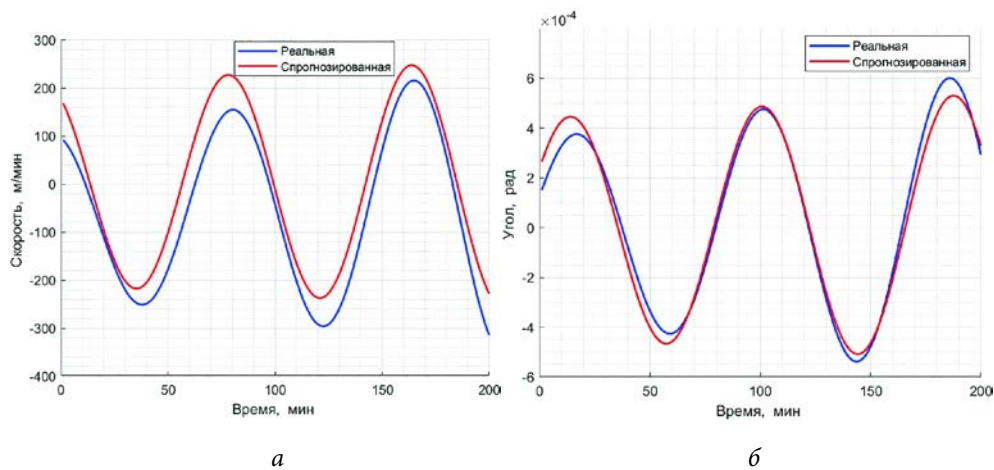 300
200
100
0
-100
-200
-300
-400
Скорость, м/мин
Реальная
Спрогнозированная
0 50 100 150 200
Время, мин
а
×10⁻⁴
6
4
2
0
-2
-4
-6
Угол, рад
Реальная
Спрогнозированная
0 50 100 150 200
Время, мин
б